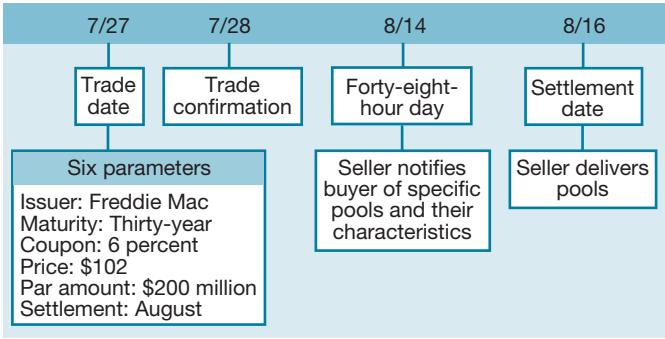 7/27 7/28 8/14 8/16
Trade
date
Trade
confirmation
Forty-eight-
hour day
Settlement
date
Six parameters
Issuer: Freddie Mac
Maturity: Thirty-year
Coupon: 6 percent
Price: $102
Par amount: $200 million
Settlement: August
Seller notifies
buyer of specific
pools and their
characteristics
Seller delivers
pools